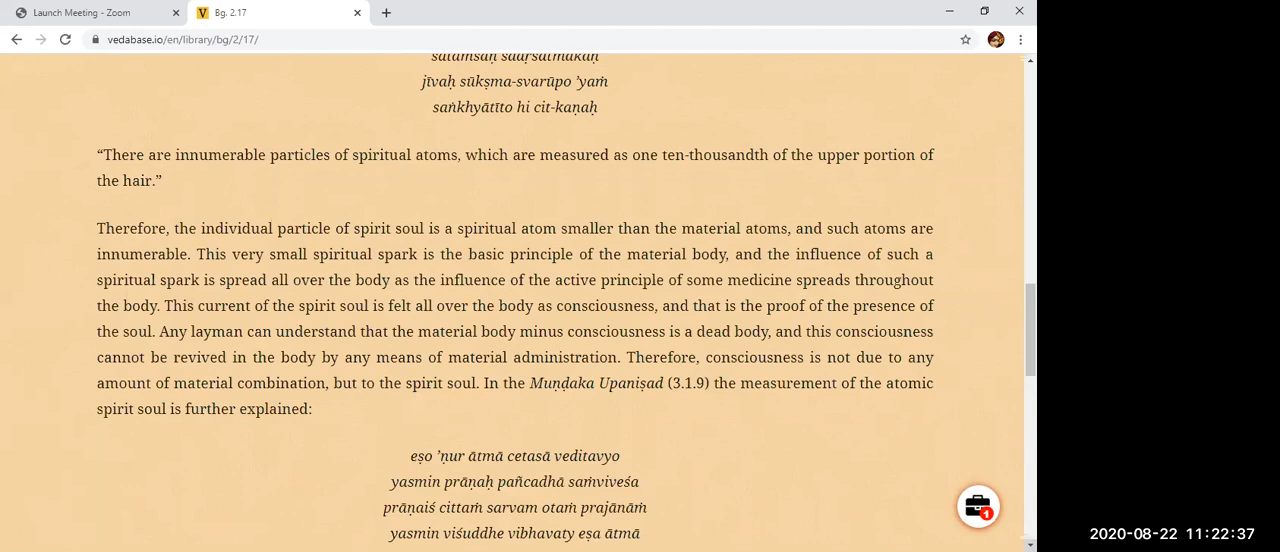 Launch Meeting - Zoom
Bg. 2.17
vedabase.io/en/library/bg/2/17/
jīvaḥ sūkṣma-svarūpo ’yaṁ
saṅkhyātīto hi cit-kaṇaḥ
“There are innumerable particles of spiritual atoms, which are measured as one ten-thousandth of the upper portion of
the hair.”
Therefore, the individual particle of spirit soul is a spiritual atom smaller than the material atoms, and such atoms are
innumerable. This very small spiritual spark is the basic principle of the material body, and the influence of such a
spiritual spark is spread all over the body as the influence of the active principle of some medicine spreads throughout
the body. This current of the spirit soul is felt all over the body as consciousness, and that is the proof of the presence of
the soul. Any layman can understand that the material body minus consciousness is a dead body, and this consciousness
cannot be revived in the body by any means of material administration. Therefore, consciousness is not due to any
amount of material combination, but to the spirit soul. In the Muṇḍaka Upaniṣad (3.1.9) the measurement of the atomic
spirit soul is further explained:
eṣo ’ṇur ātmā cetasā veditavyo
yasmin prāṇaḥ pañcadhā saṁviveśa
prāṇaiś cittaṁ sarvam otaṁ prajānāṁ
yasmin viśuddhe vibhavaty eṣa ātmā
1
2020-08-22 11:22:37